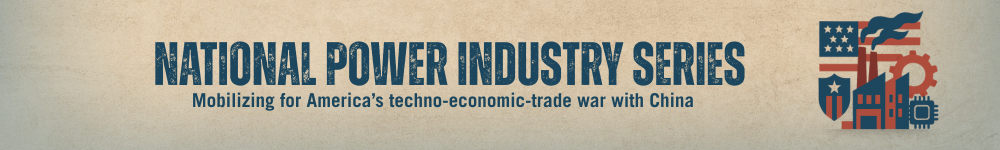 NATIONAL POWER INDUSTRY SERIES
Mobilizing for America's techno-economic-trade war with China